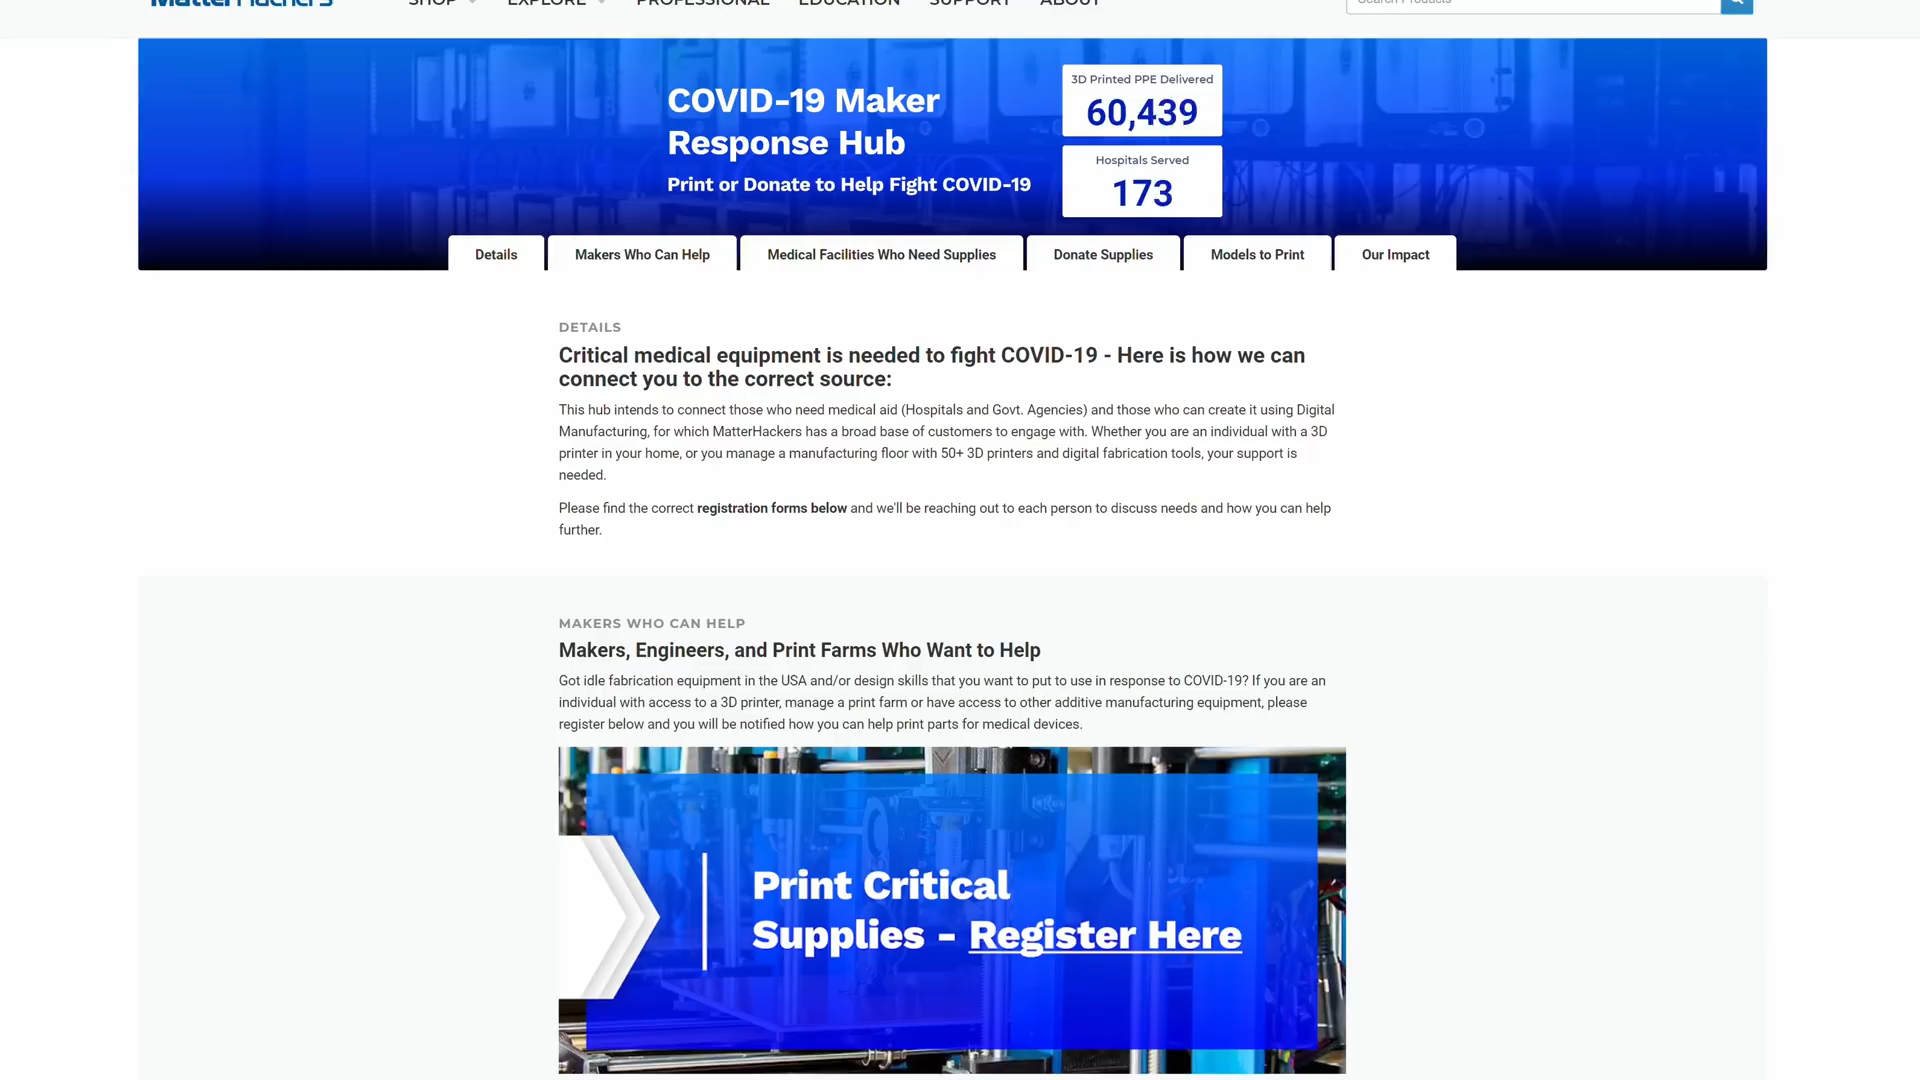 MatterHackers
SHOP
EXPLORE
PROFESSIONAL
EDUCATION
SUPPORT
ABOUT
Search Products
COVID-19 Maker
Response Hub
Print or Donate to Help Fight COVID-19
3D Printed PPE Delivered
60,439
Hospitals Served
173
Details
Makers Who Can Help
Medical Facilities Who Need Supplies
Donate Supplies
Models to Print
Our Impact
DETAILS
Critical medical equipment is needed to fight COVID-19 - Here is how we can
connect you to the correct source:
This hub intends to connect those who need medical aid (Hospitals and Govt. Agencies) and those who can create it using Digital
Manufacturing, for which MatterHackers has a broad base of customers to engage with. Whether you are an individual with a 3D
printer in your home, or you manage a manufacturing floor with 50+ 3D printers and digital fabrication tools, your support is
needed.
Please find the correct registration forms below and we'll be reaching out to each person to discuss needs and how you can help
further.
MAKERS WHO CAN HELP
Makers, Engineers, and Print Farms Who Want to Help
Got idle fabrication equipment in the USA and/or design skills that you want to put to use in response to COVID-19? If you are an
individual with access to a 3D printer, manage a print farm or have access to other additive manufacturing equipment, please
register below and you will be notified how you can help print parts for medical devices.
Print Critical
Supplies - Register Here